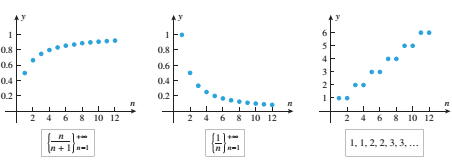 y
1
0.8
0.6
0.4
0.2
2 4 6 8 10 12
n
{n/(n + 1)}^{+∞}_{n=1}
y
1
0.8
0.6
0.4
0.2
2 4 6 8 10 12
n
{1/n}^{+∞}_{n=1}
y
6
5
4
3
2
1
2 4 6 8 10 12
n
1, 1, 2, 2, 3, 3, …